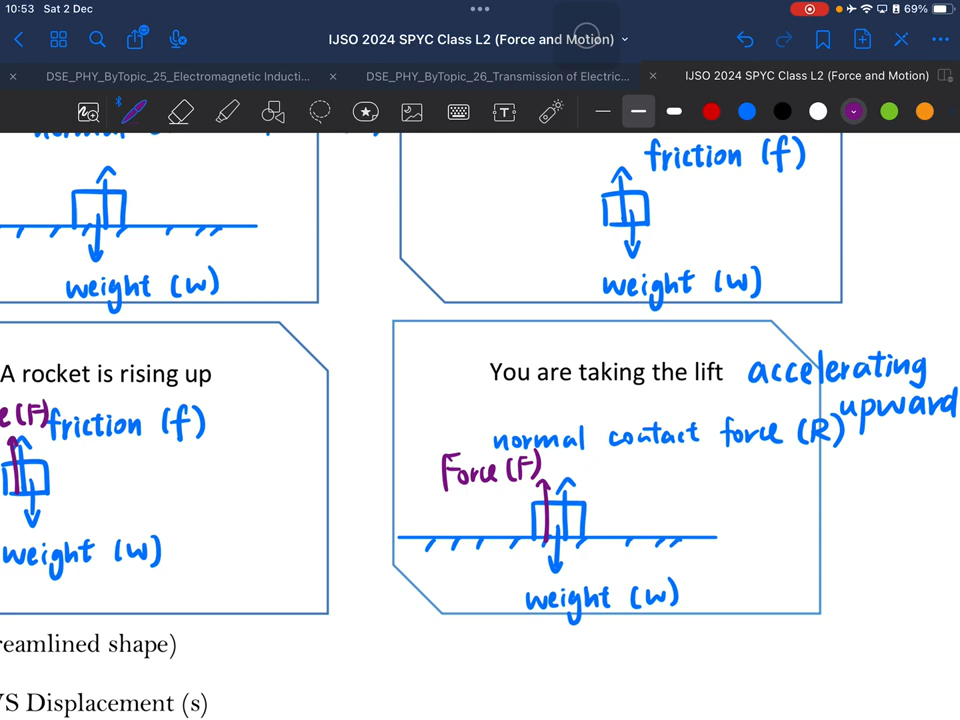 10:53 Sat 2 Dec
69%
IJSO 2024 SPYC Class L2 (Force and Motion)
DSE_PHY_ByTopic_25_Electromagnetic Inducti...
DSE_PHY_ByTopic_26_Transmission of Electric...
IJSO 2024 SPYC Class L2 (Force and Motion)
weight (W)
friction (f)
weight (W)
A rocket is rising up
friction (f)
weight (W)
You are taking the lift accelerating
upward
normal contact force (R)
Force (F)
weight (W)
reamlined shape)
VS Displacement (s)